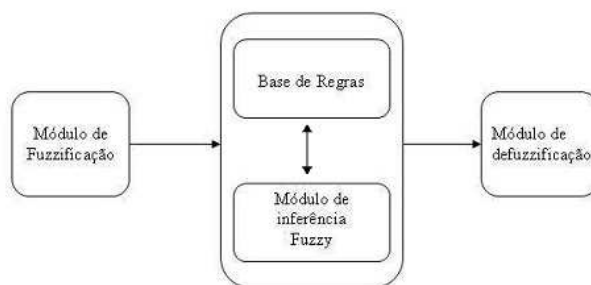 Módulo de
Fuzzificação
Base de Regras
Módulo de
inferência
Fuzzy
Módulo de
defuzzificação